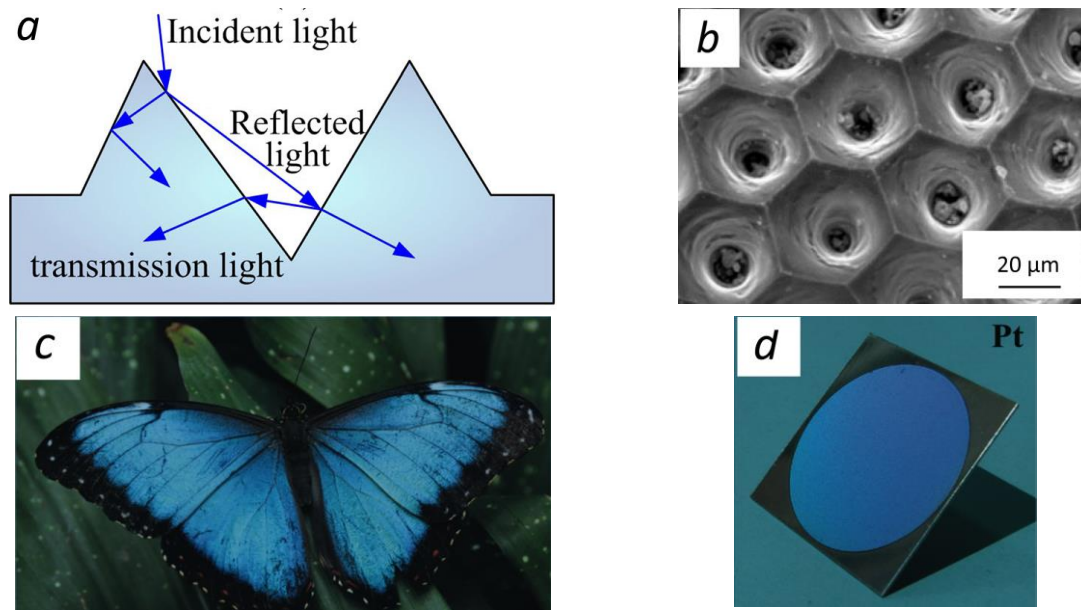 a
Incident light
Reflected
light
transmission light
b
20 μm
c
d
Pt